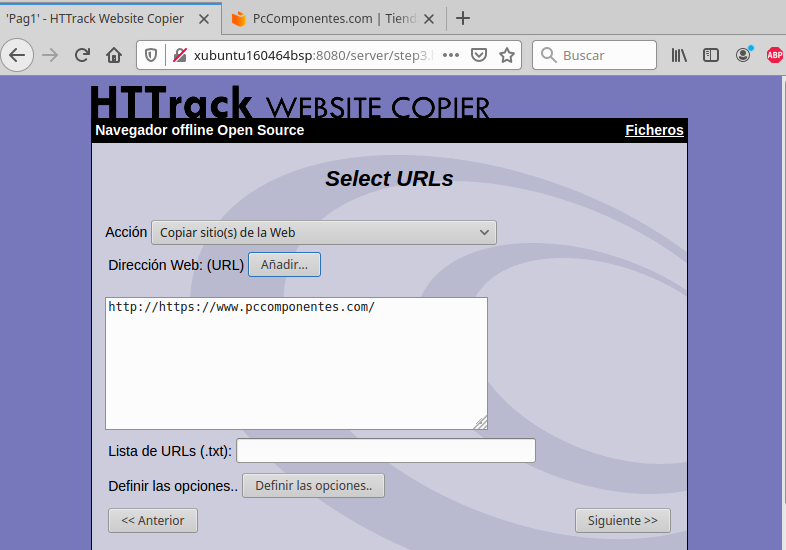 'Pag1' - HTTrack Website Copier
PcComponentes.com | Tiend
xubuntu160464bsp:8080/server/step3.
Buscar
ABP
HTTrack WEBSITE COPIER
Navegador offline Open Source Ficheros
Select URLs
Acción Copiar sitio(s) de la Web
Dirección Web: (URL) Añadir...
http://https://www.pccomponentes.com/
Lista de URLs (.txt):
Definir las opciones.. Definir las opciones..
<< Anterior Siguiente >>